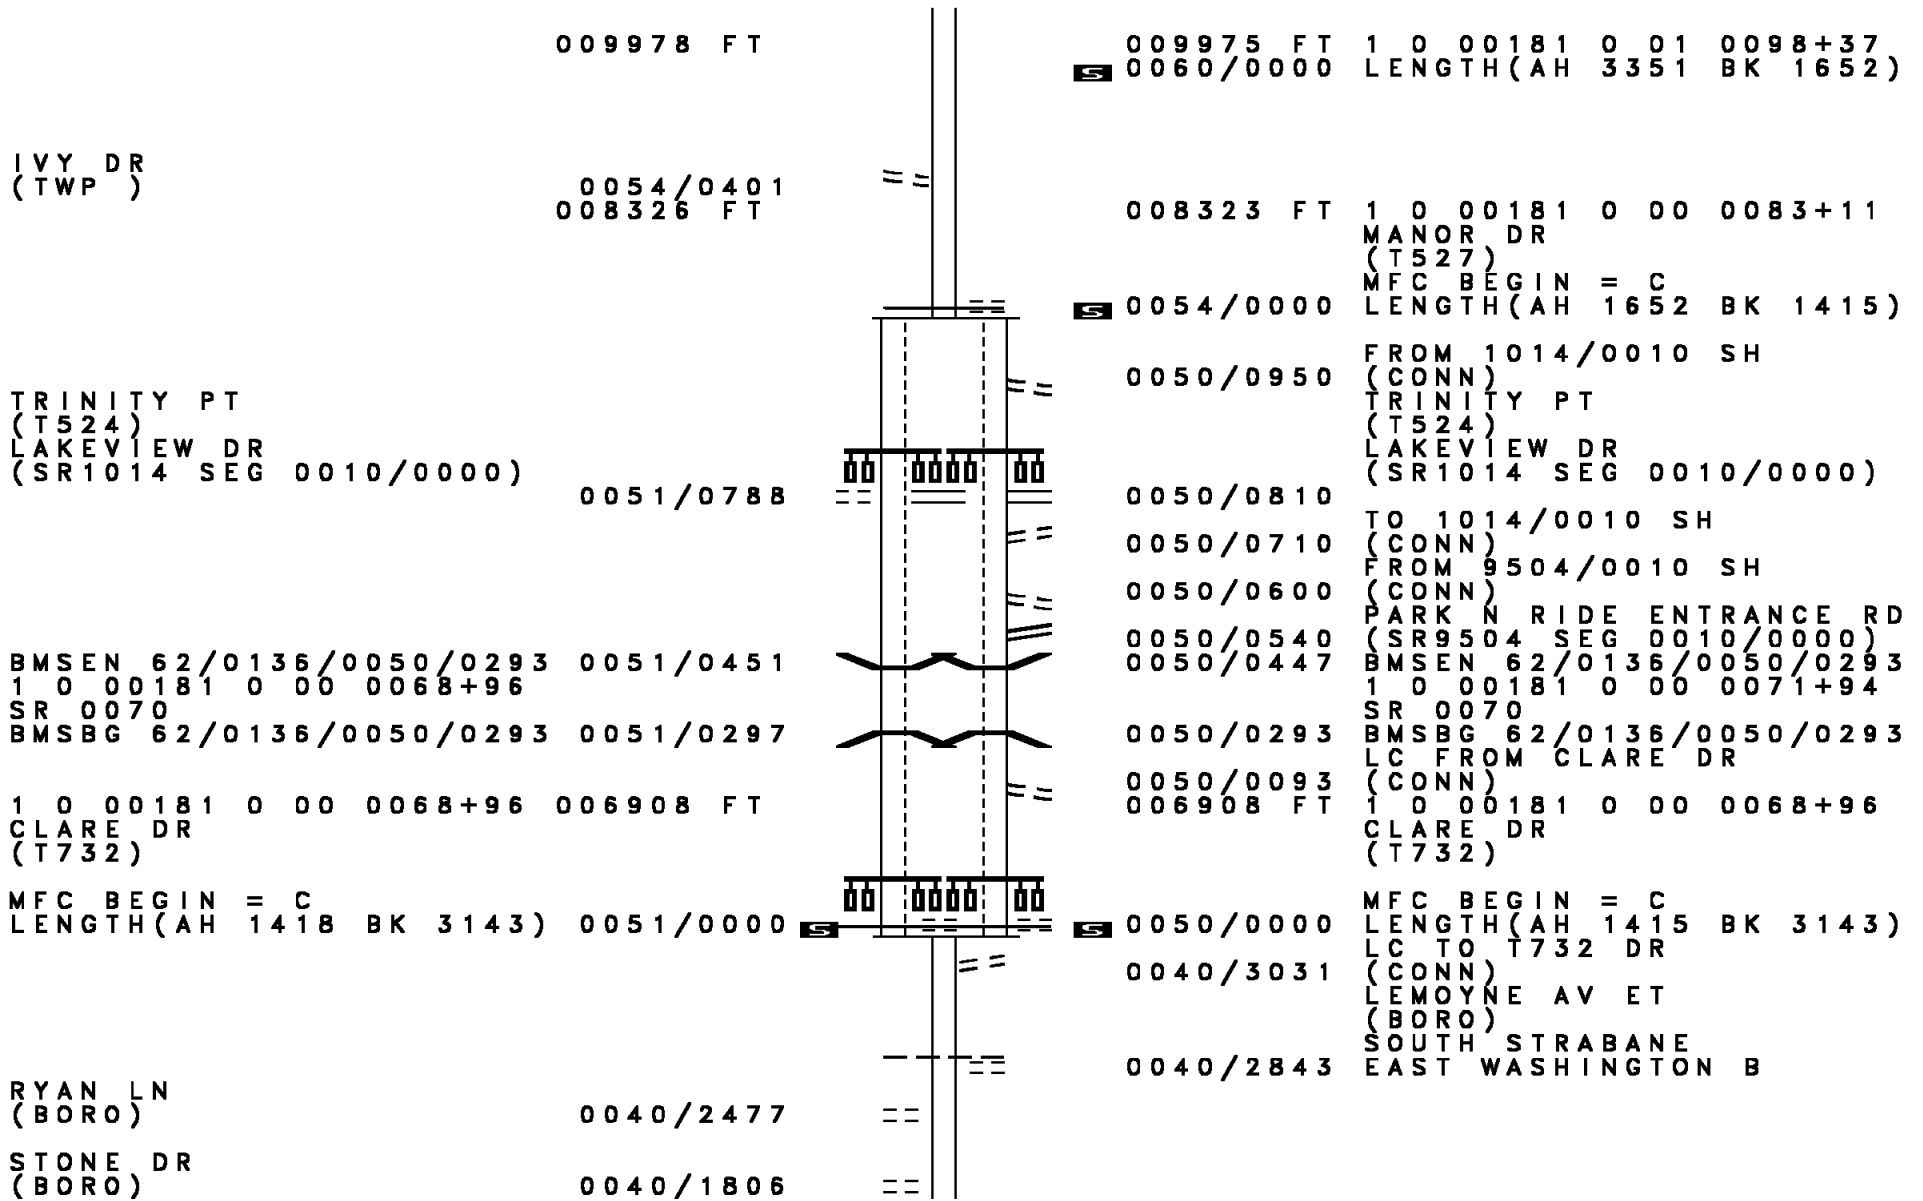 009978 FT 009975 FT 1 0 00181 0 01 0098+37
S 0060/0000 LENGTH(AH 3351 BK 1652)
IVY DR
(TWP ) 0054/0401
008326 FT 008323 FT 1 0 00181 0 00 0083+11
MANOR DR
(T527)
MFC BEGIN = C
S 0054/0000 LENGTH(AH 1652 BK 1415)
FROM 1014/0010 SH
0050/0950 (CONN)
TRINITY PT TRINITY PT
(T524) (T524)
LAKEVIEW DR LAKEVIEW DR
(SR1014 SEG 0010/0000) (SR1014 SEG 0010/0000)
0051/0788 0050/0810
TO 1014/0010 SH
0050/0710 (CONN)
FROM 9504/0010 SH
0050/0600 (CONN)
PARK N RIDE ENTRANCE RD
0050/0540 (SR9504 SEG 0010/0000)
BMSEN 62/0136/0050/0293 0051/0451 0050/0447 BMSEN 62/0136/0050/0293
1 0 00181 0 00 0068+96 1 0 00181 0 00 0071+94
SR 0070 SR 0070
BMSBG 62/0136/0050/0293 0051/0297 0050/0293 BMSBG 62/0136/0050/0293
LC FROM CLARE DR
0050/0093 (CONN)
1 0 00181 0 00 0068+96 006908 FT 006908 FT 1 0 00181 0 00 0068+96
CLARE DR CLARE DR
(T732) (T732)
MFC BEGIN = C MFC BEGIN = C
LENGTH(AH 1418 BK 3143) 0051/0000 S S 0050/0000 LENGTH(AH 1415 BK 3143)
LC TO T732 DR
0040/3031 (CONN)
LEMOYNE AV ET
(BORO)
SOUTH STRABANE
0040/2843 EAST WASHINGTON B
RYAN LN
(BORO) 0040/2477
STONE DR
(BORO) 0040/1806